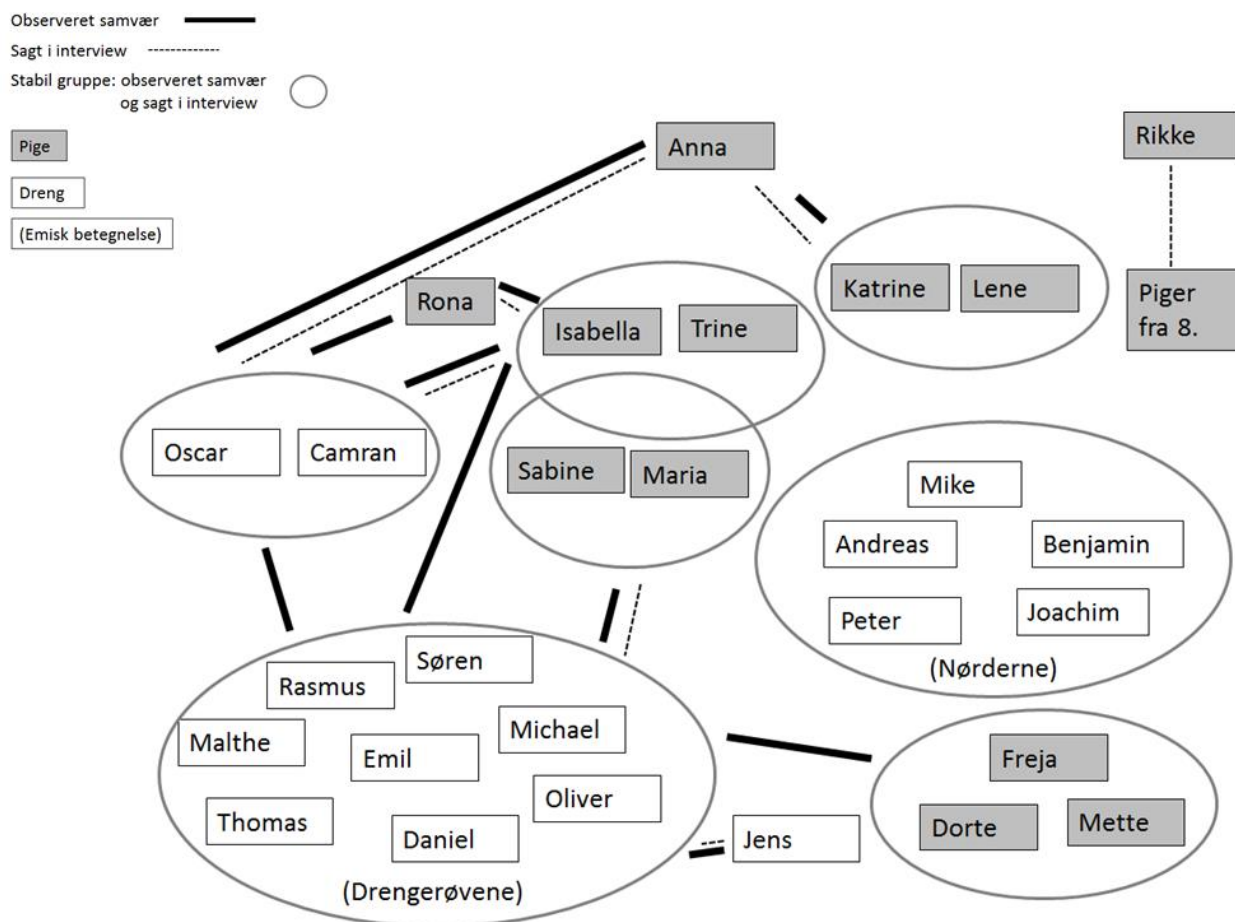 Observeret samvær
Sagt i interview
Stabil gruppe: observeret samvær
og sagt i interview
Pige
Dreng
(Emisk betegnelse)
Anna
Rikke
Katrine
Lene
Piger
fra 8.
Rona
Isabella
Trine
Oscar
Camran
Sabine
Maria
Mike
Andreas
Benjamin
Peter
Joachim
(Nørderne)
Søren
Rasmus
Malthe
Michael
Emil
Oliver
Thomas
Daniel
(Drengerøvene)
Jens
Freja
Dorte
Mette